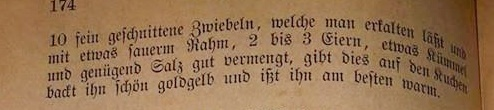 174
10 fein geschnittene Zwiebeln, welche man erkalten läßt und
mit etwas sauerm Rahm, 2 bis 3 Eiern, etwas Kümmel
und genügend Salz gut vermengt, gibt dies auf den Kuchen
backt ihn schön goldgelb und ißt ihn am besten warm.